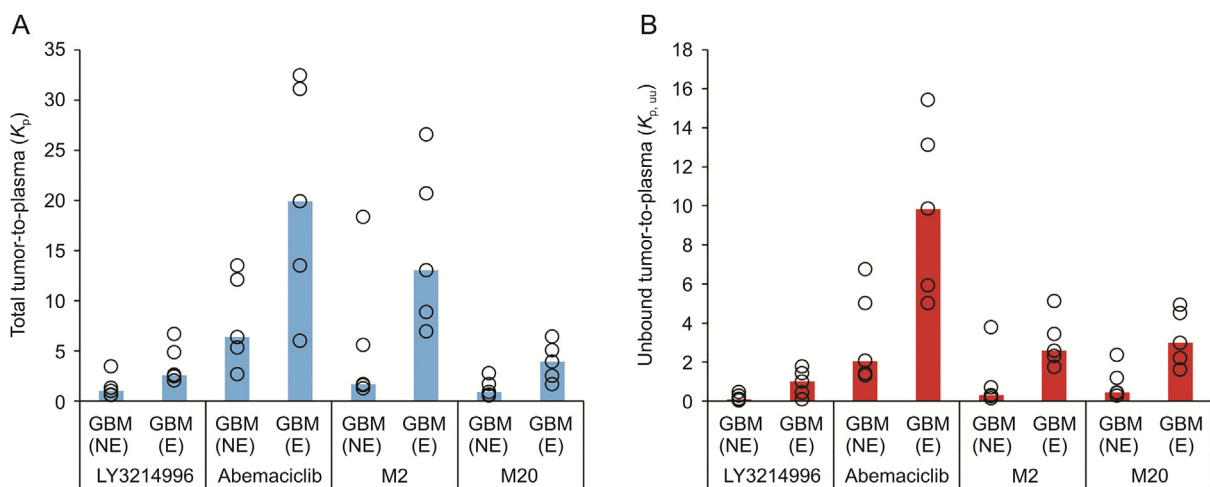 A
Total tumor-to-plasma (Kp)
35
30
25
20
15
10
5
0
GBM (NE)
GBM (E)
GBM (NE)
GBM (E)
GBM (NE)
GBM (E)
GBM (NE)
GBM (E)
LY3214996
Abemaciclib
M2
M20
B
Unbound tumor-to-plasma (Kp, uu)
18
16
14
12
10
8
6
4
2
0
GBM (NE)
GBM (E)
GBM (NE)
GBM (E)
GBM (NE)
GBM (E)
GBM (NE)
GBM (E)
LY3214996
Abemaciclib
M2
M20